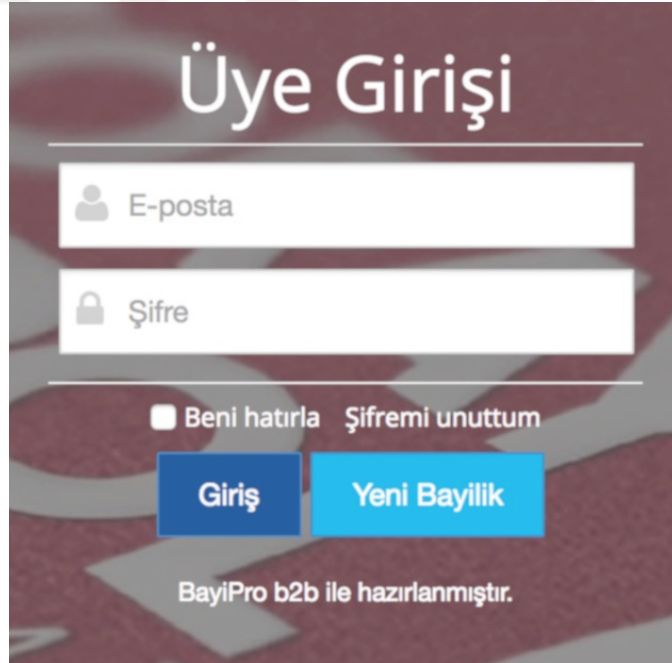 Üye Girişi
E-posta
Şifre
Beni hatırla Şifremi unuttum
Giriş Yeni Bayilik
BayiPro b2b ile hazırlanmıştır.